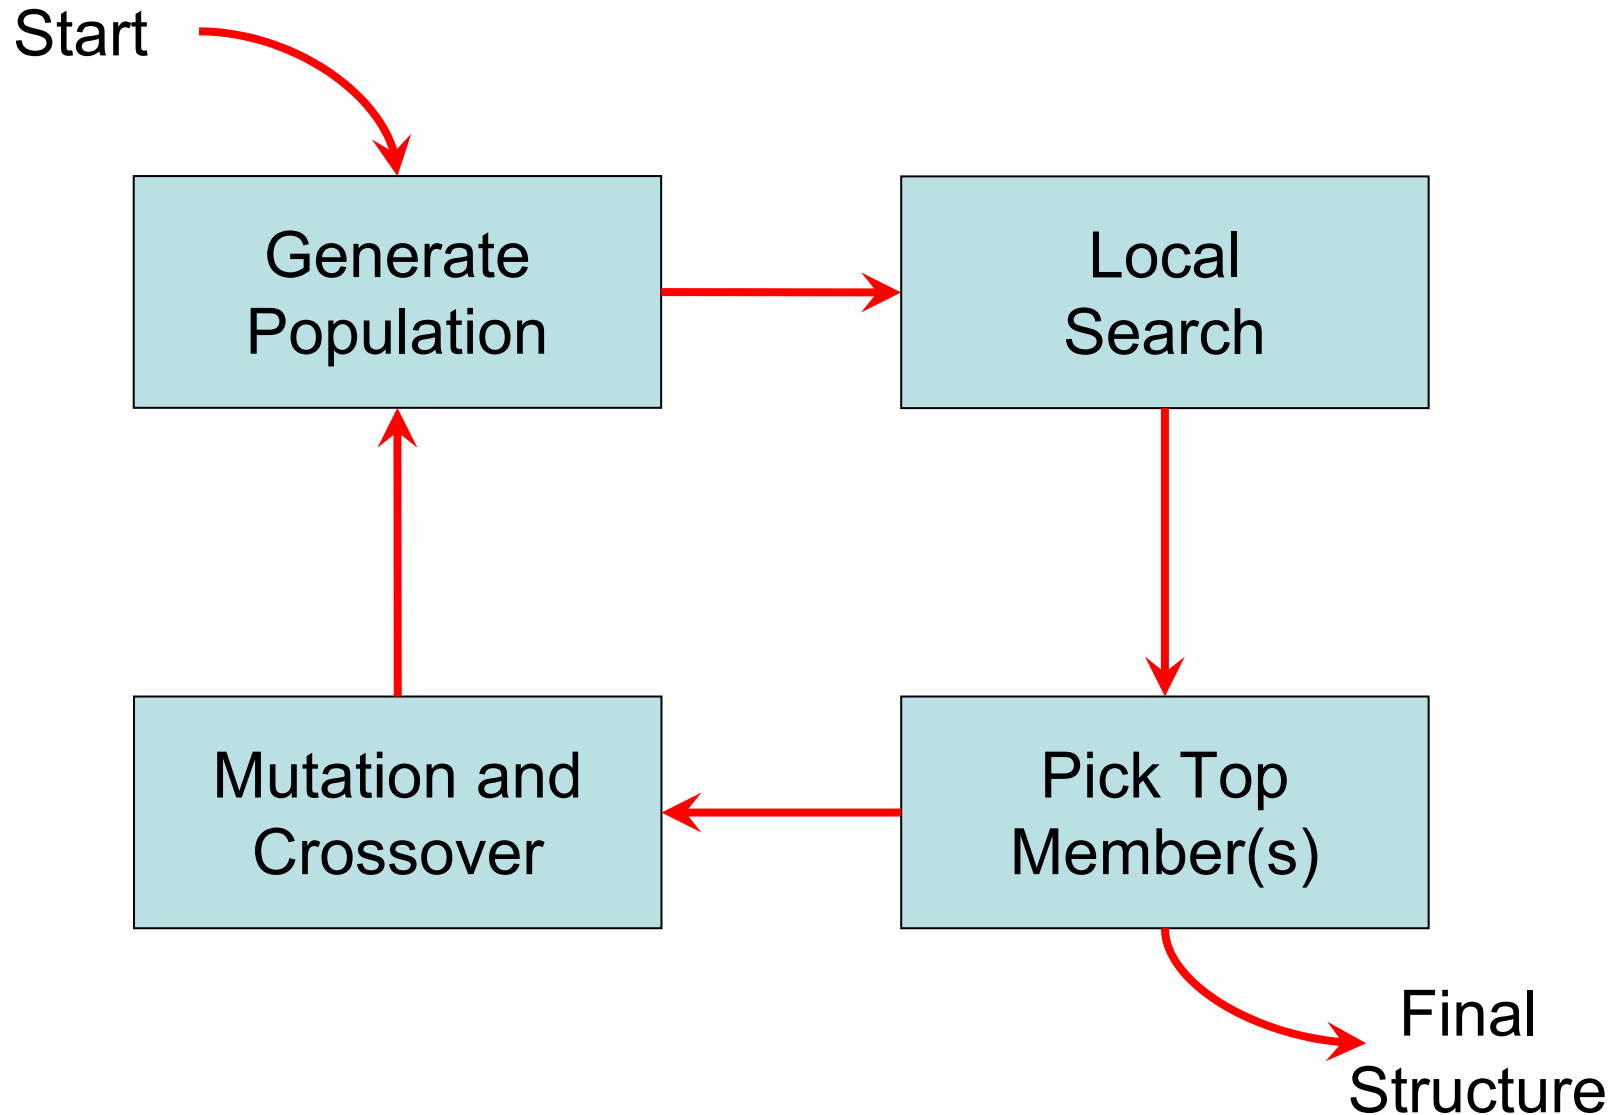 Start
Generate
Population
Local
Search
Mutation and
Crossover
Pick Top
Member(s)
Final
Structure